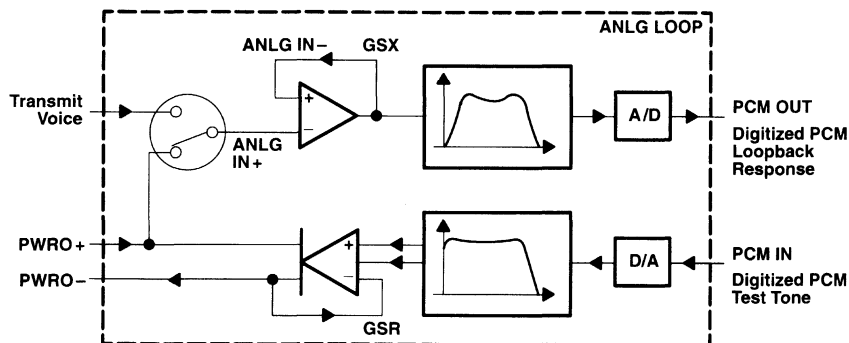 ANLG LOOP
ANLG IN−
GSX
+
−
Transmit
Voice
ANLG
IN+
A/D
PCM OUT
Digitized PCM
Loopback
Response
PWRO+
PWRO−
+
−
GSR
D/A
PCM IN
Digitized PCM
Test Tone